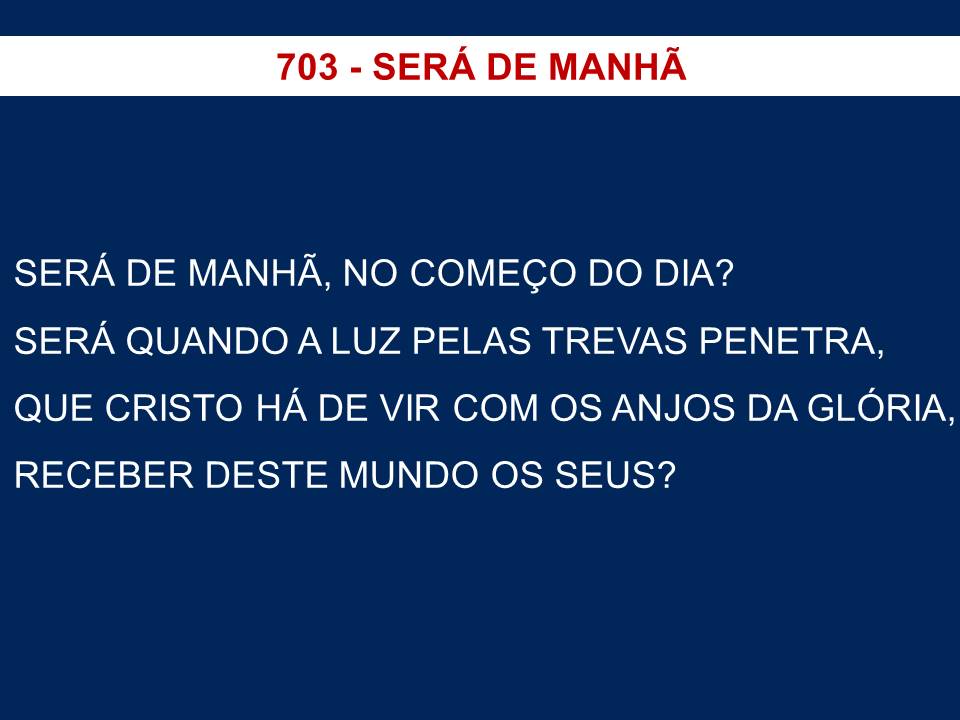 703 - SERÁ DE MANHÃ
SERÁ DE MANHÃ, NO COMEÇO DO DIA?
SERÁ QUANDO A LUZ PELAS TREVAS PENETRA,
QUE CRISTO HÁ DE VIR COM OS ANJOS DA GLÓRIA,
RECEBER DESTE MUNDO OS SEUS?